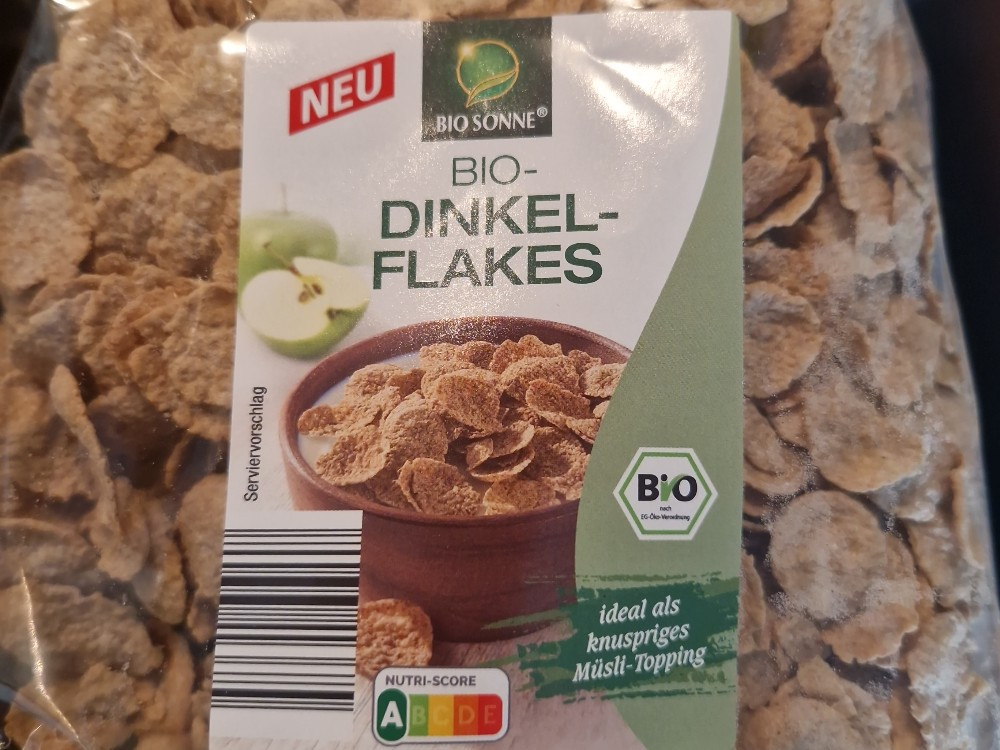 NEU
BIO SONNE®
BIO-
DINKEL-
FLAKES
Serviervorschlag
BiO
nach
EG-Öko-Verordnung
ideal als
knuspriges
Müsli-Topping
NUTRI-SCORE
A B C D E